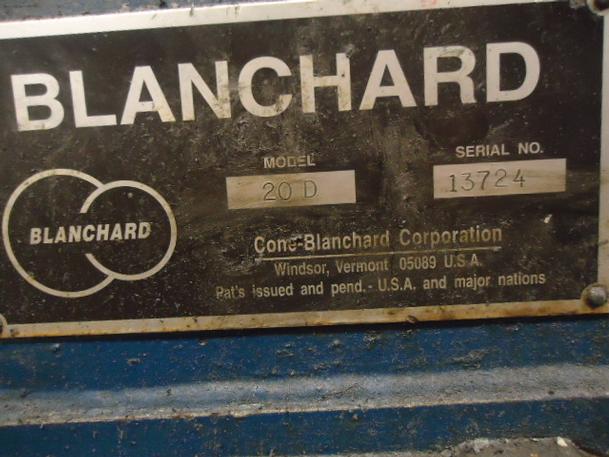 BLANCHARD
MODEL
20 D
SERIAL NO.
13724
BLANCHARD
Cone-Blanchard Corporation
Windsor, Vermont 05089 U.S.A.
Pat's issued and pend. - U.S.A. and major nations